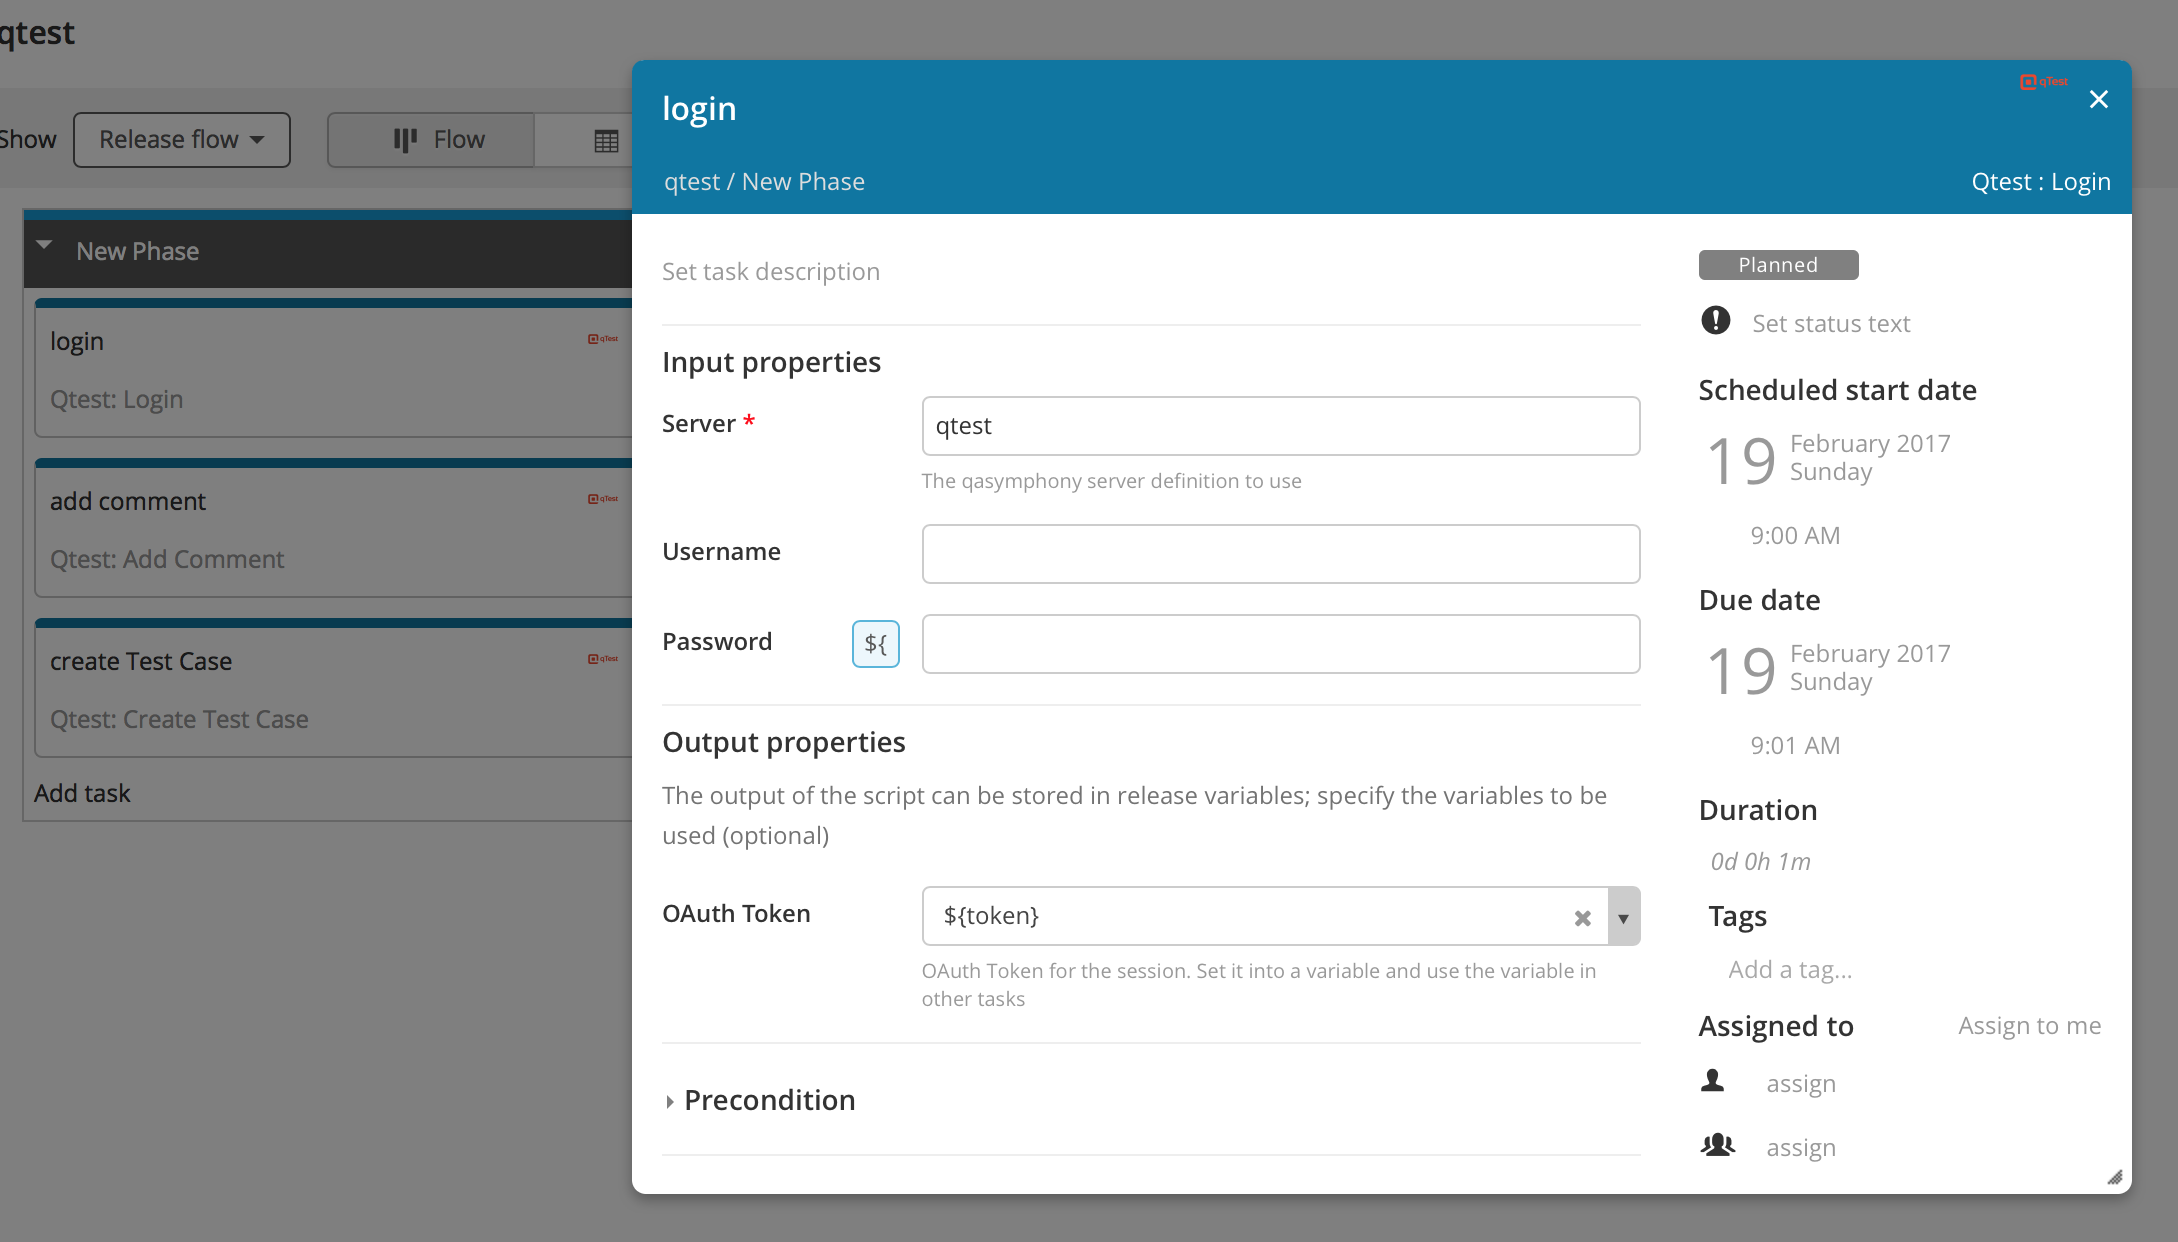 qtest
Show
Release flow
Flow
New Phase
login
qTest
Qtest: Login
add comment
qTest
Qtest: Add Comment
create Test Case
qTest
Qtest: Create Test Case
Add task
login
qTest
qtest / New Phase
Qtest : Login
Set task description
Input properties
Server *
qtest
The qasymphony server definition to use
Username
Password
${
Output properties
The output of the script can be stored in release variables; specify the variables to be
used (optional)
OAuth Token
${token}
OAuth Token for the session. Set it into a variable and use the variable in
other tasks
Precondition
Planned
Set status text
Scheduled start date
19
February 2017
Sunday
9:00 AM
Due date
19
February 2017
Sunday
9:01 AM
Duration
0d 0h 1m
Tags
Add a tag...
Assigned to
Assign to me
assign
assign